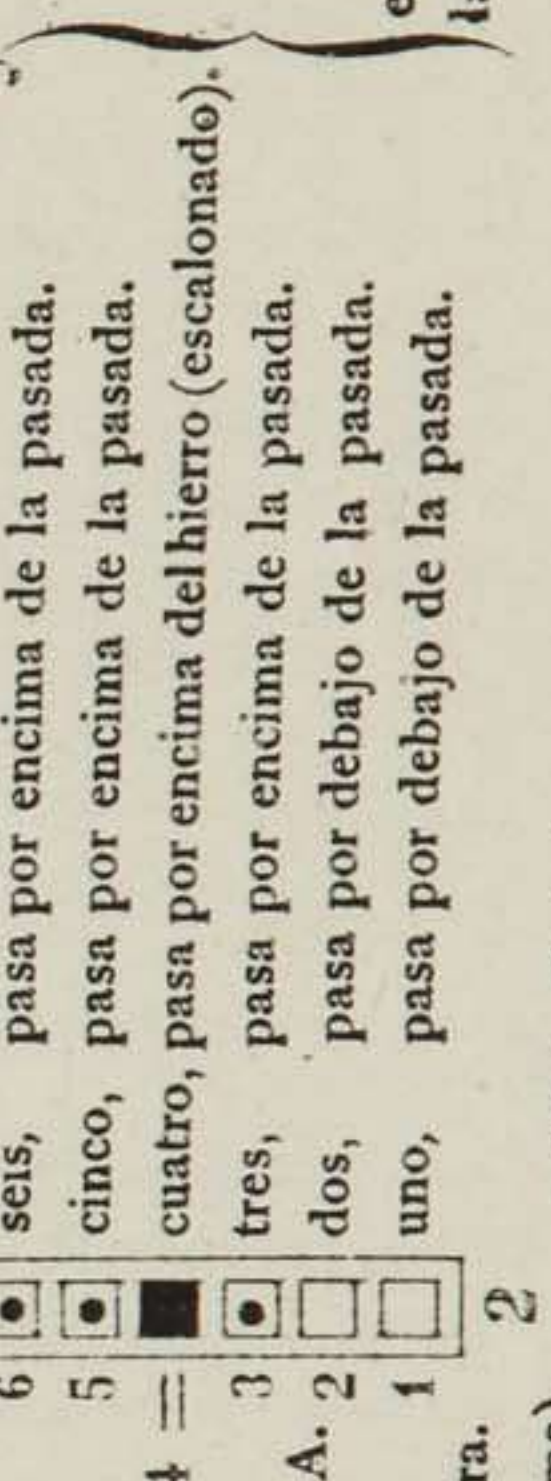 6 seis, pasa por encima de la pasada.
5 cinco, pasa por encima de la pasada.
4 = cuatro, pasa por encima del hierro (escalonado).
3 tres, pasa por encima de la pasada.
A. 2 dos, pasa por debajo de la pasada.
1 uno, pasa por debajo de la pasada.
ra. 2